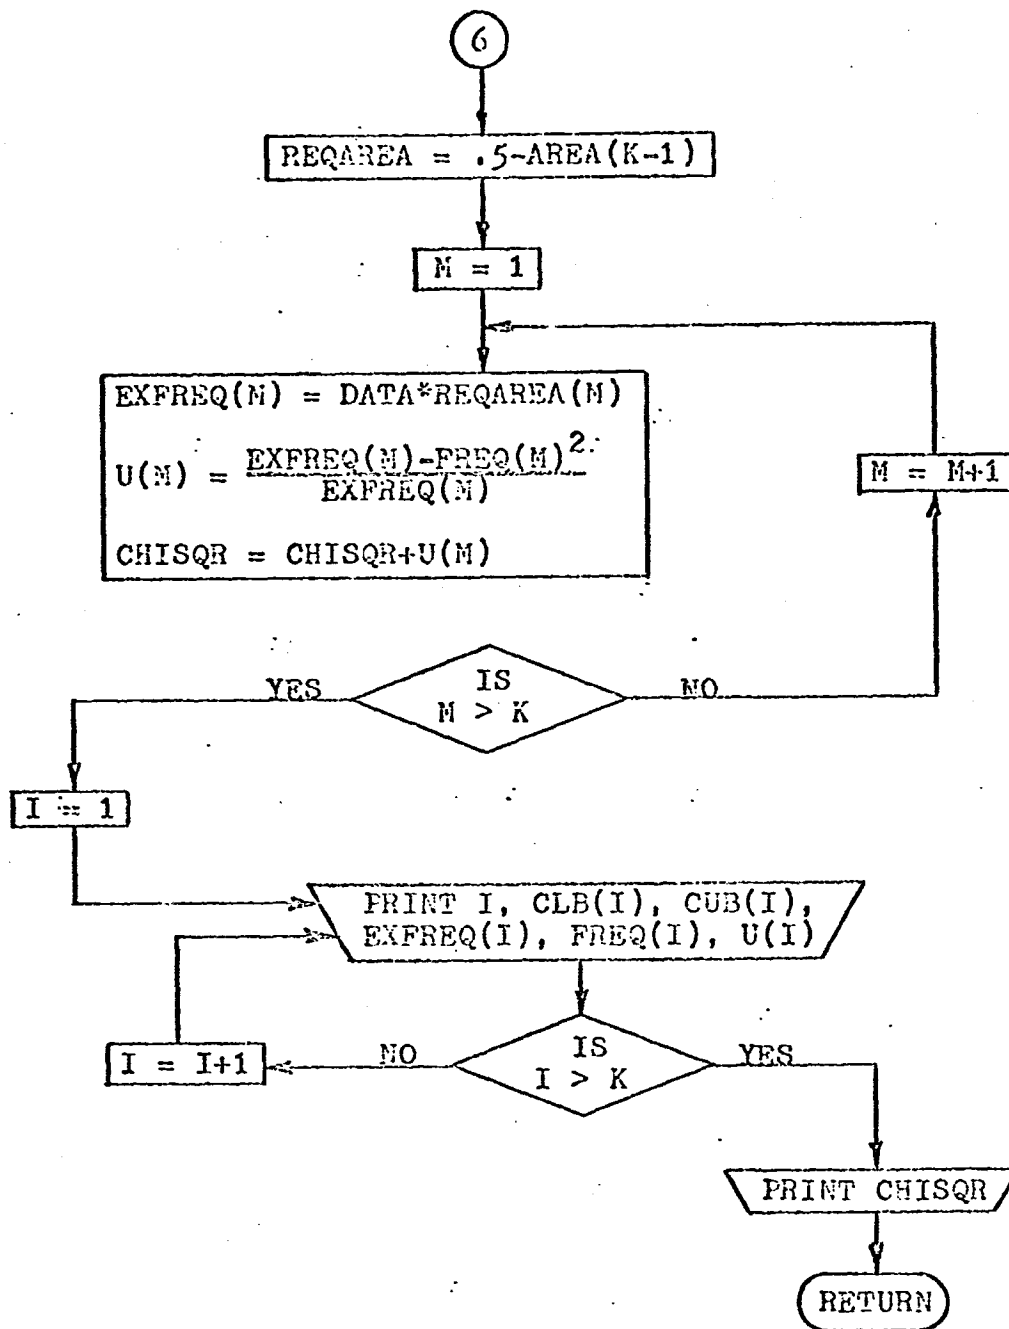 6
REQAREA = .5-AREA(K-1)
M = 1
EXFREQ(M) = DATA*REQAREA(M)
U(M) = EXFREQ(M)-FREQ(M)²
EXFREQ(M)
CHISQR = CHISQR+U(M)
M = M+1
IS
M > K
YES
NO
I = 1
PRINT I, CLB(I), CUB(I),
EXFREQ(I), FREQ(I), U(I)
I = I+1
NO
IS
I > K
YES
PRINT CHISQR
RETURN